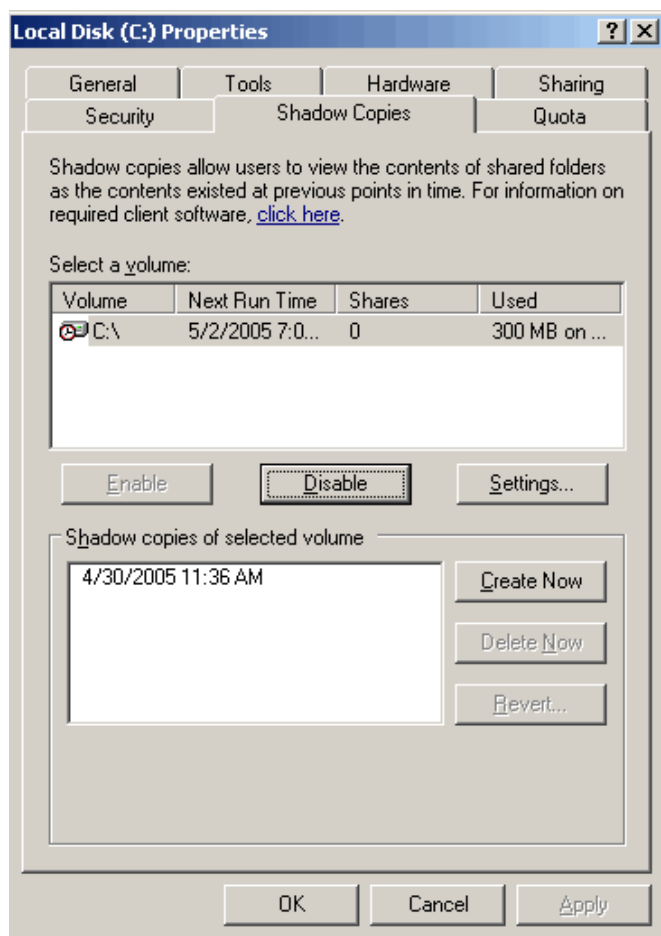 Local Disk (C:) Properties
General Tools Hardware Sharing
Security Shadow Copies Quota
Shadow copies allow users to view the contents of shared folders
as the contents existed at previous points in time. For information on
required client software, click here.
Select a volume:
Volume Next Run Time Shares Used
C:\ 5/2/2005 7:0... 0 300 MB on ...
Enable Disable Settings...
Shadow copies of selected volume
4/30/2005 11:36 AM
Create Now
Delete Now
Revert...
OK Cancel Apply